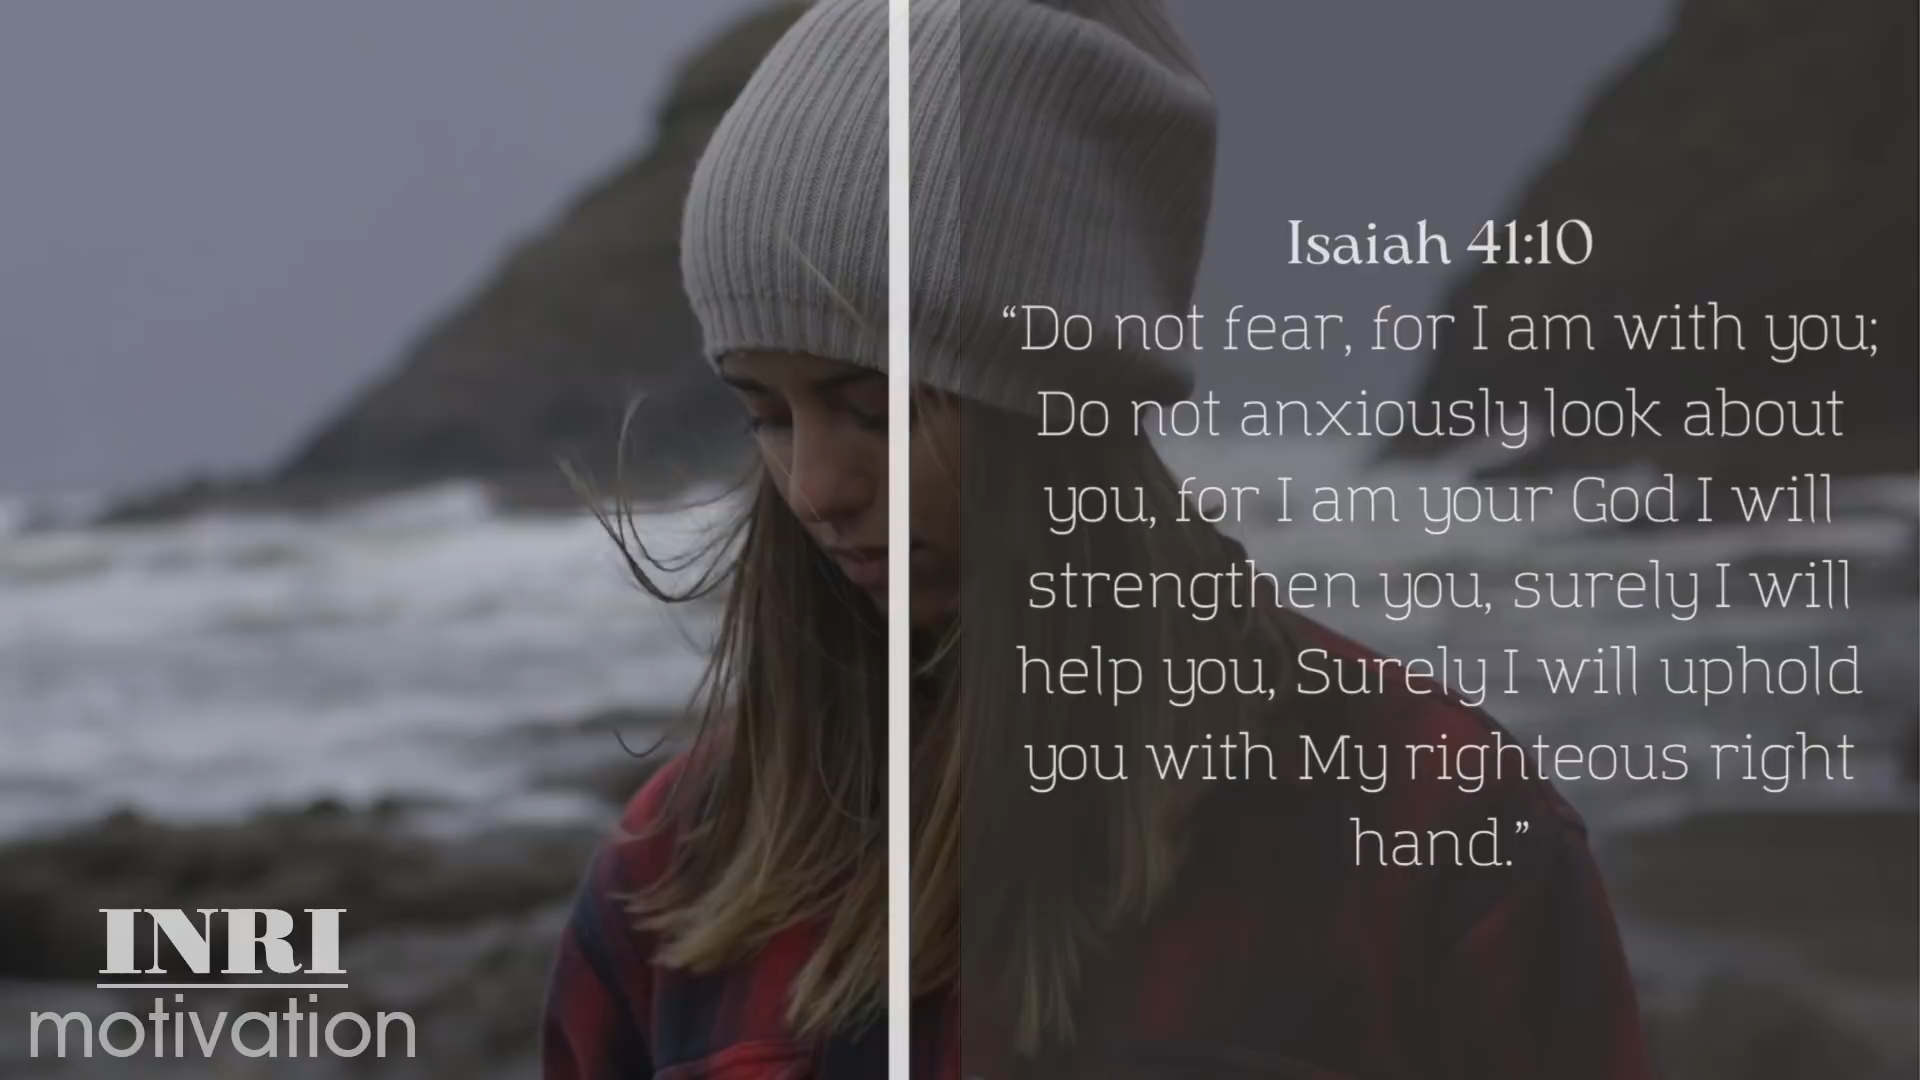 Isaiah 41:10
“Do not fear, for I am with you;
Do not anxiously look about
you, for I am your God I will
strengthen you, surely I will
help you, Surely I will uphold
you with My righteous right
hand.”
INRI
motivation